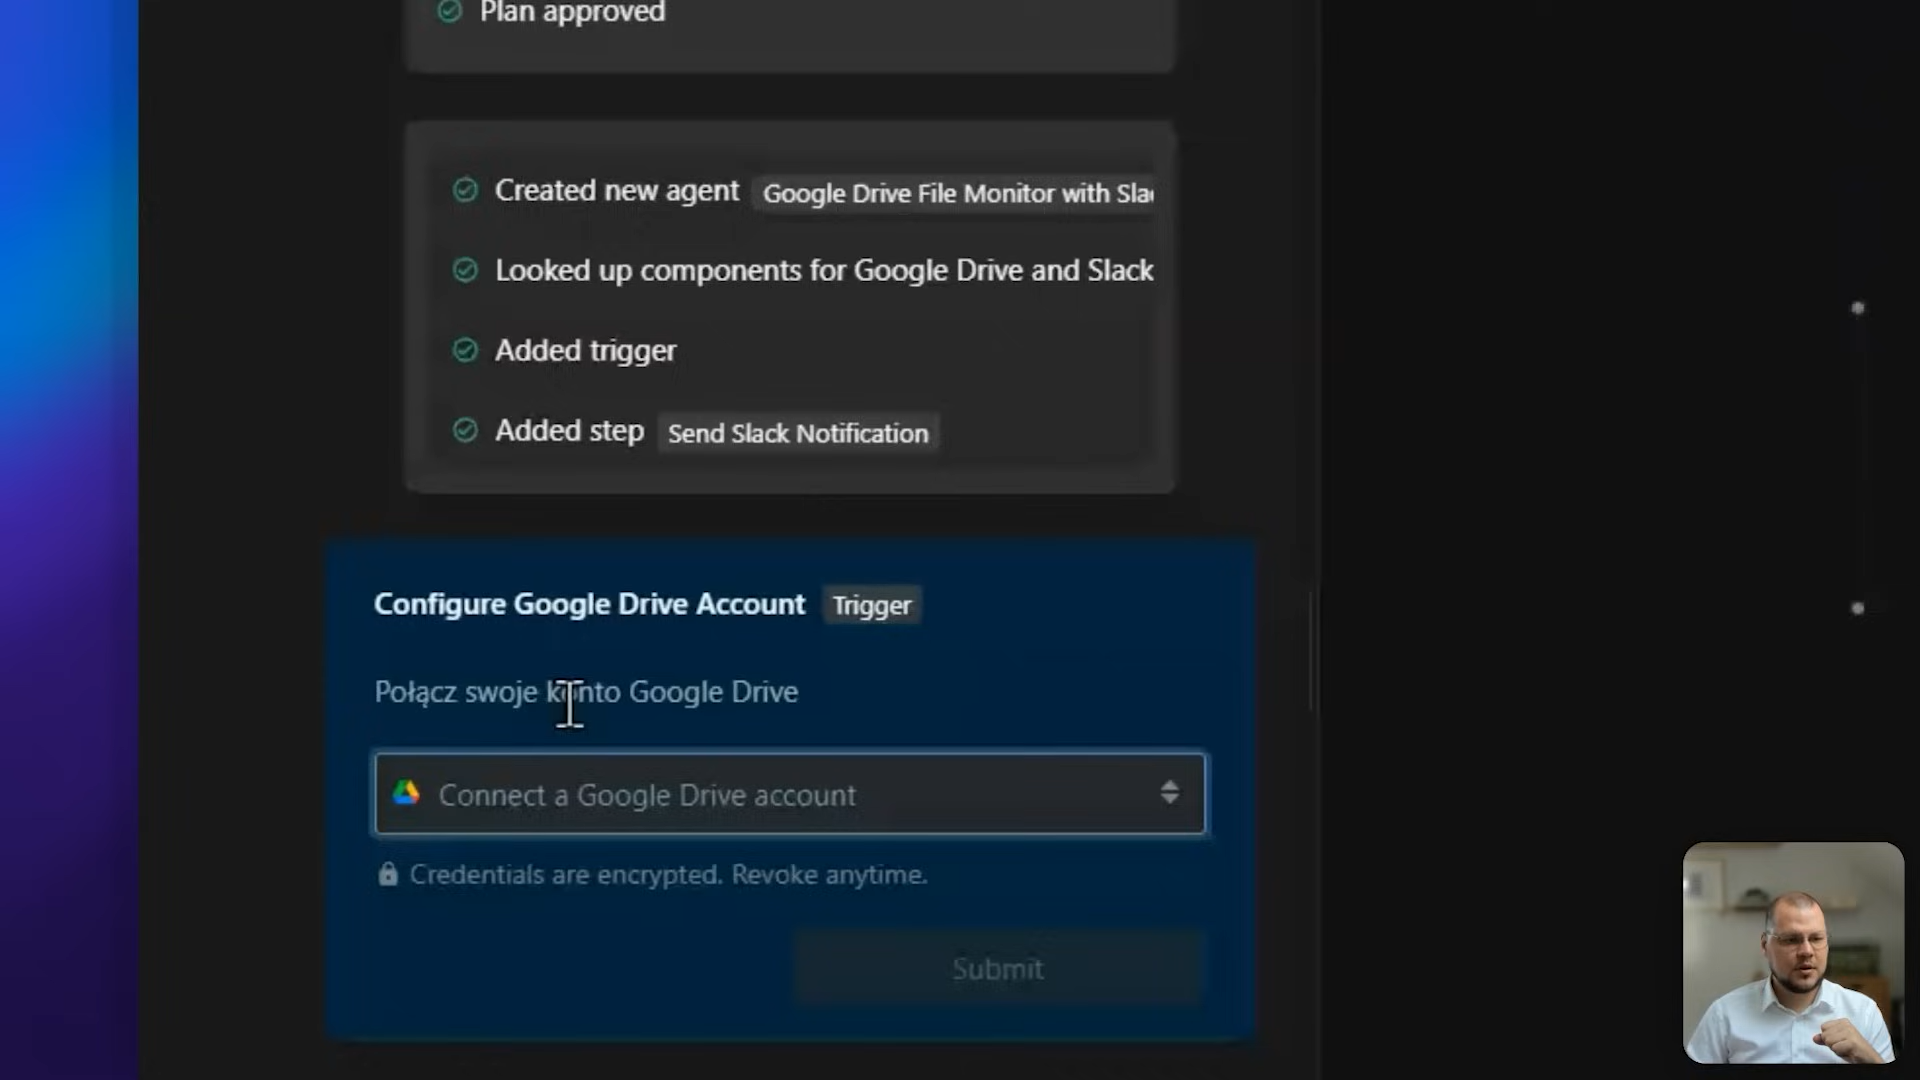 Plan approved
Created new agent Google Drive File Monitor with
Looked up components for Google Drive and Slack
Added trigger
Added step Send Slack Notification
Configure Google Drive Account Trigger
Połącz swoje konto Google Drive
Connect a Google Drive account
Credentials are encrypted. Revoke anytime.
Submit